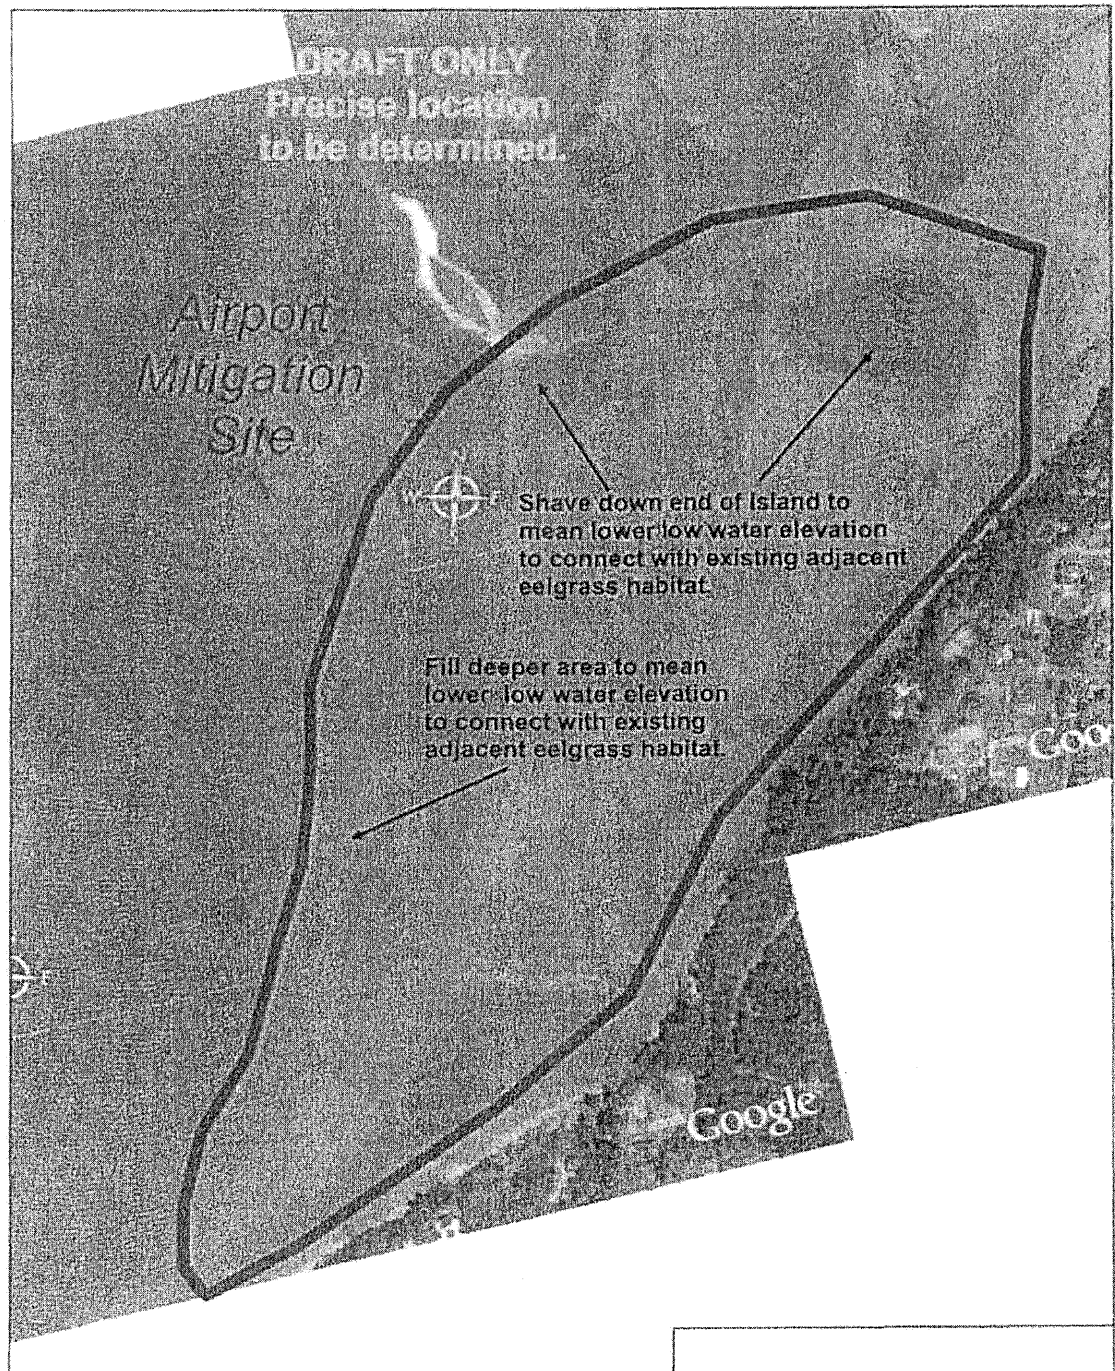 DRAFT ONLY
Precise location
to be determined.
Airport
Mitigation
Site
N
W E
Shave down end of island to
mean lower low water elevation
to connect with existing adjacent
eelgrass habitat.
Fill deeper area to mean
lower low water elevation
to connect with existing
adjacent eelgrass habitat.
Goo
E
Google